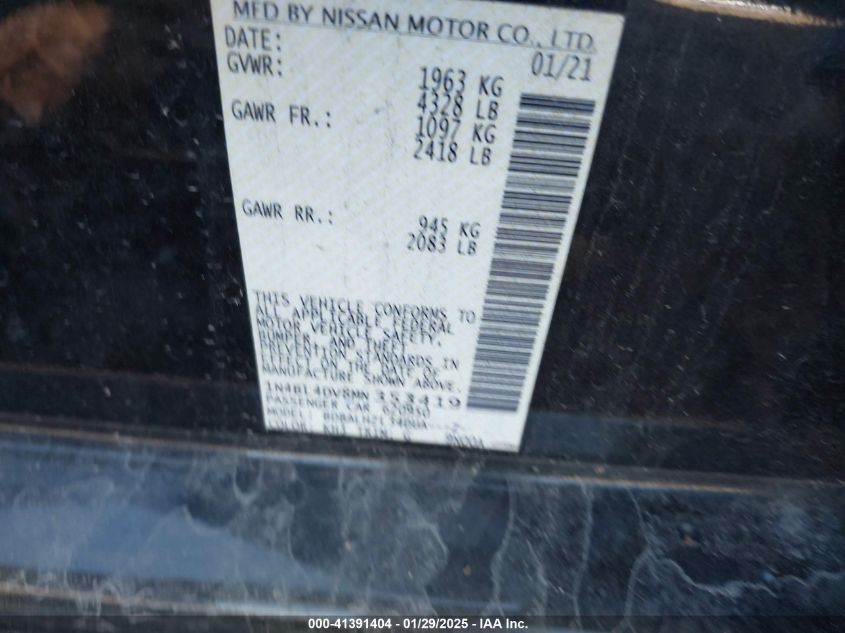 MFD BY NISSAN MOTOR CO., LTD.
DATE: 01/21
GVWR: 1963 KG
4328 LB
GAWR FR.: 1097 KG
2418 LB
GAWR RR.: 945 KG
2083 LB
THIS VEHICLE CONFORMS TO
ALL APPLICABLE FEDERAL
MOTOR VEHICLE SAFETY,
BUMPER, AND THEFT
PREVENTION STANDARDS IN
EFFECT ON THE DATE OF
MANUFACTURE SHOWN ABOVE.
1N4BL4DV8MN 353419
PASSENGER CAR
MODEL:
COLOR: TRIM G
000-41391404 - 01/29/2025 - IAA Inc.